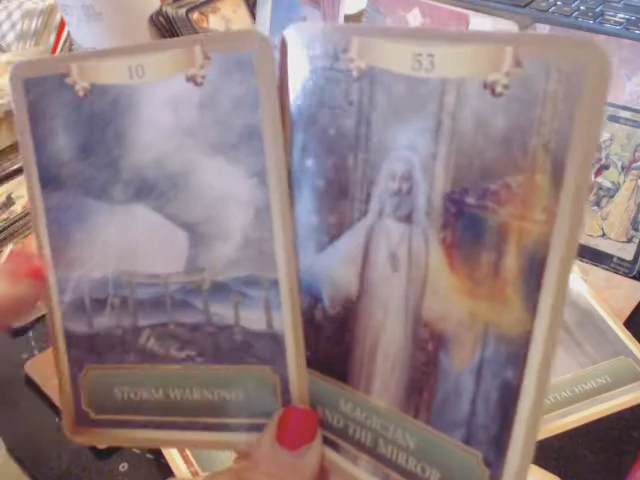 10
STORM WARNING
53
MAGICIAN
AND THE MIRROR
ATTACHMENT